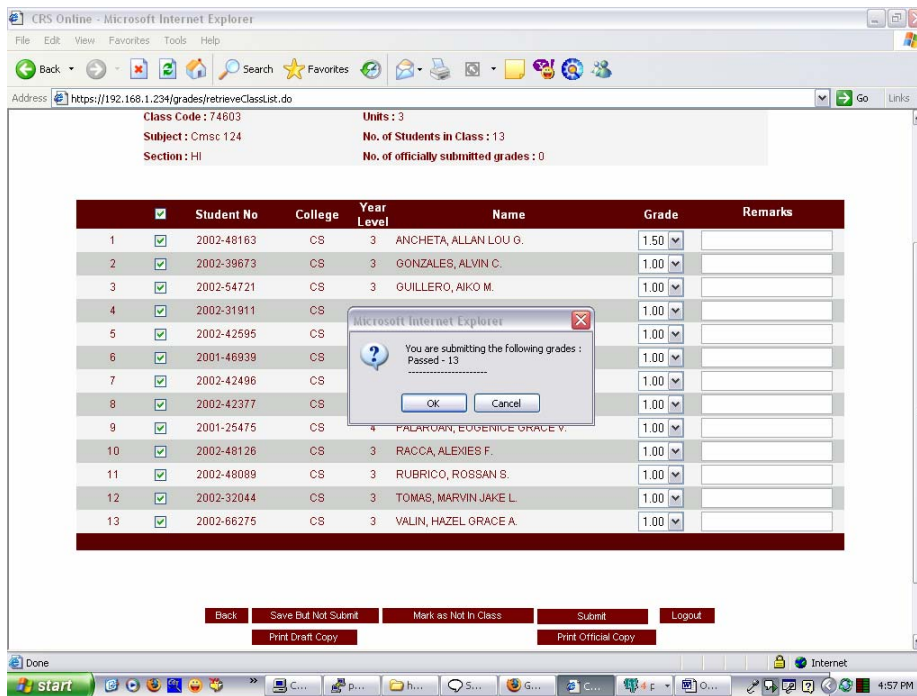 CRS Online - Microsoft Internet Explorer
File Edit View Favorites Tools Help
Back Search Favorites
Address https://192.168.1.234/grades/retrieveClassList.do Go Links
Class Code : 74603 Units : 3
Subject : Cmsc 124 No. of Students in Class : 13
Section : HI No. of officially submitted grades : 0
Student No College Year Level Name Grade Remarks
1 2002-48163 CS 3 ANCHETA, ALLAN LOU G. 1.50
2 2002-39673 CS 3 GONZALES, ALVIN C. 1.00
3 2002-54721 CS 3 GUILLERO, AIKO M. 1.00
4 2002-31911 CS 1.00
5 2002-42595 CS 1.00
6 2001-46939 CS 1.00
7 2002-42496 CS 1.00
8 2002-42377 CS 1.00
9 2001-25475 CS 4 PALAROAN, EUGENICE GRACE V. 1.00
10 2002-48126 CS 3 RACCA, ALEXIES F. 1.00
11 2002-48089 CS 3 RUBRICO, ROSSAN S. 1.00
12 2002-32044 CS 3 TOMAS, MARVIN JAKE L. 1.00
13 2002-66275 CS 3 VALIN, HAZEL GRACE A. 1.00
Microsoft Internet Explorer
You are submitting the following grades :
Passed - 13
----------------------
OK Cancel
Back Save But Not Submit Mark as Not In Class Submit Logout
Print Draft Copy Print Official Copy
Done Internet
start C... p... h... S... G... C... 4 F O... 4:57 PM